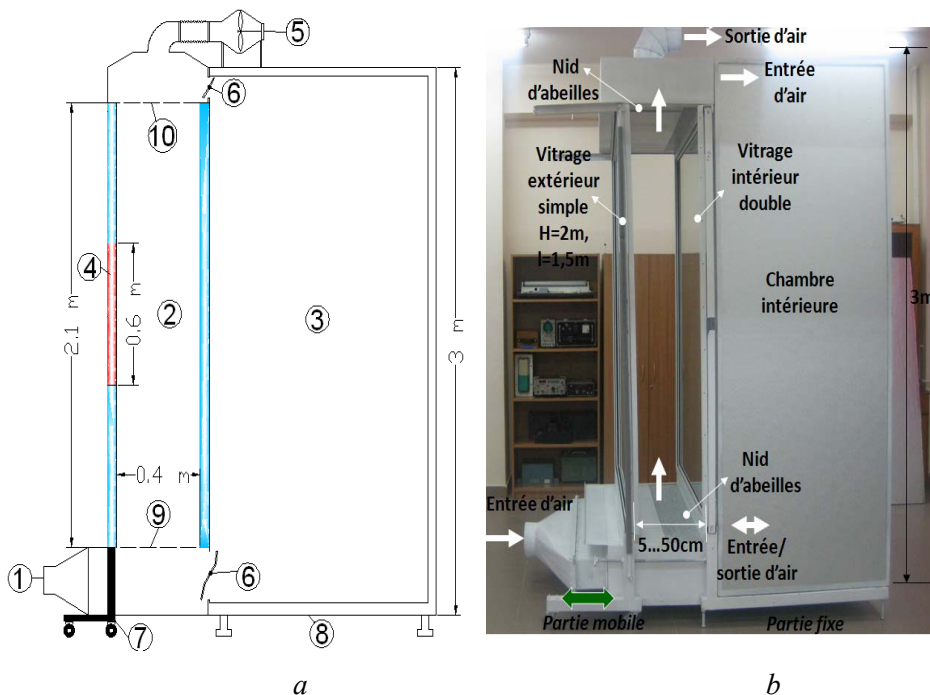 5
6
10
4
2.1 m
0.6 m
2
3
3 m
0.4 m
9
1
6
7
8
a
Sortie d'air
Nid
d'abeilles
Entrée
d'air
Vitrage
extérieur
simple
H=2m,
l=1,5m
Vitrage
intérieur
double
Chambre
intérieure
3m
Nid
d'abeilles
Entrée d'air
5...50cm
Entrée/
sortie d'air
Partie mobile
Partie fixe
b